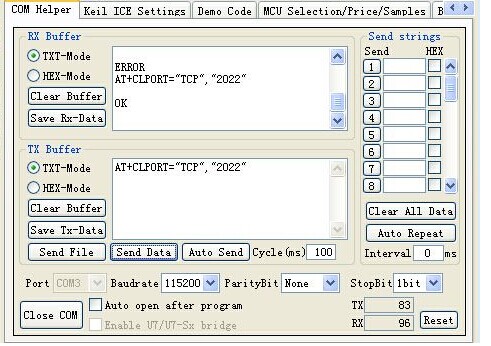 COM Helper Keil ICE Settings Demo Code MCU Selection/Price/Samples
RX Buffer
TXT-Mode
HEX-Mode
Clear Buffer
Save Rx-Data
ERROR
AT+CLPORT="TCP","2022"
OK
TX Buffer
TXT-Mode
HEX-Mode
Clear Buffer
Save Tx-Data
AT+CLPORT="TCP","2022"
Send File Send Data Auto Send Cycle(ms) 100
Send strings
Send HEX
1
2
3
4
5
6
7
8
Clear All Data
Auto Repeat
Interval 0 ms
Port COM3 Baudrate 115200 ParityBit None StopBit 1bit
Close COM
Auto open after program
Enable U7/U7-Sx bridge
TX 83
RX 96
Reset